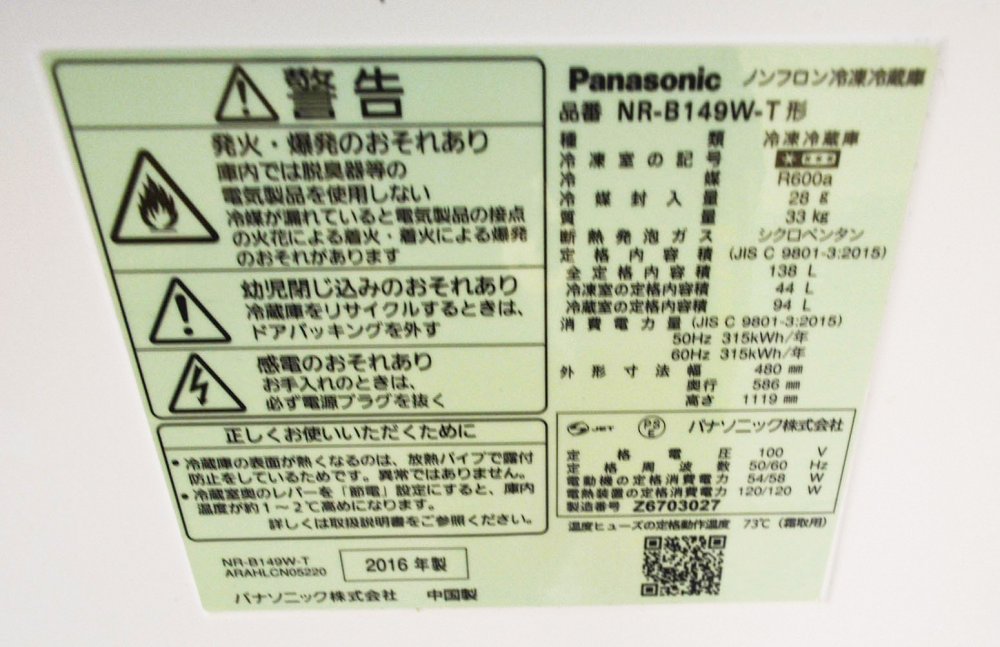 警告
発火・爆発のおそれあり
庫内では脱臭器等の
電気製品を使用しない
冷媒が漏れていると電気製品の接点
の火花による着火・着火による爆発
のおそれがあります
幼児閉じ込みのおそれあり
冷蔵庫をリサイクルするときは、
ドアパッキングを外す
感電のおそれあり
お手入れのときは、
必ず電源プラグを抜く
正しくお使いいただくために
・冷蔵庫の表面が熱くなるのは、放熱パイプで露付
防止をしているためです。異常ではありません。
・冷蔵室奥のレバーを「節電」設定にすると、庫内
温度が約1～2℃高めになります。
詳しくは取扱説明書をご参照ください。
NR-B149W-T
ARAHLCN05220
2016年製
パナソニック株式会社 中国製
Panasonic ノンフロン冷凍冷蔵庫
品番 NR-B149W-T形
種類 冷凍冷蔵庫
冷凍室の記号
冷媒 R600a
冷媒封入量 28 g
質量 33 kg
断熱発泡ガス シクロペンタン
定格内容積 (JIS C 9801-3:2015)
全定格内容積 138 L
冷凍室の定格内容積 44 L
冷蔵室の定格内容積 94 L
消費電力量 (JIS C 9801-3:2015)
50Hz 315kWh/年
60Hz 315kWh/年
外形寸法 幅 480 mm
奥行 586 mm
高さ 1119 mm
JET PSE パナソニック株式会社
定格電圧 100 V
定格周波数 50/60 Hz
電動機の定格消費電力 54/58 W
電熱装置の定格消費電力 120/120 W
製造番号 Z6703027
温度ヒューズの定格動作温度 73℃(霜取用)